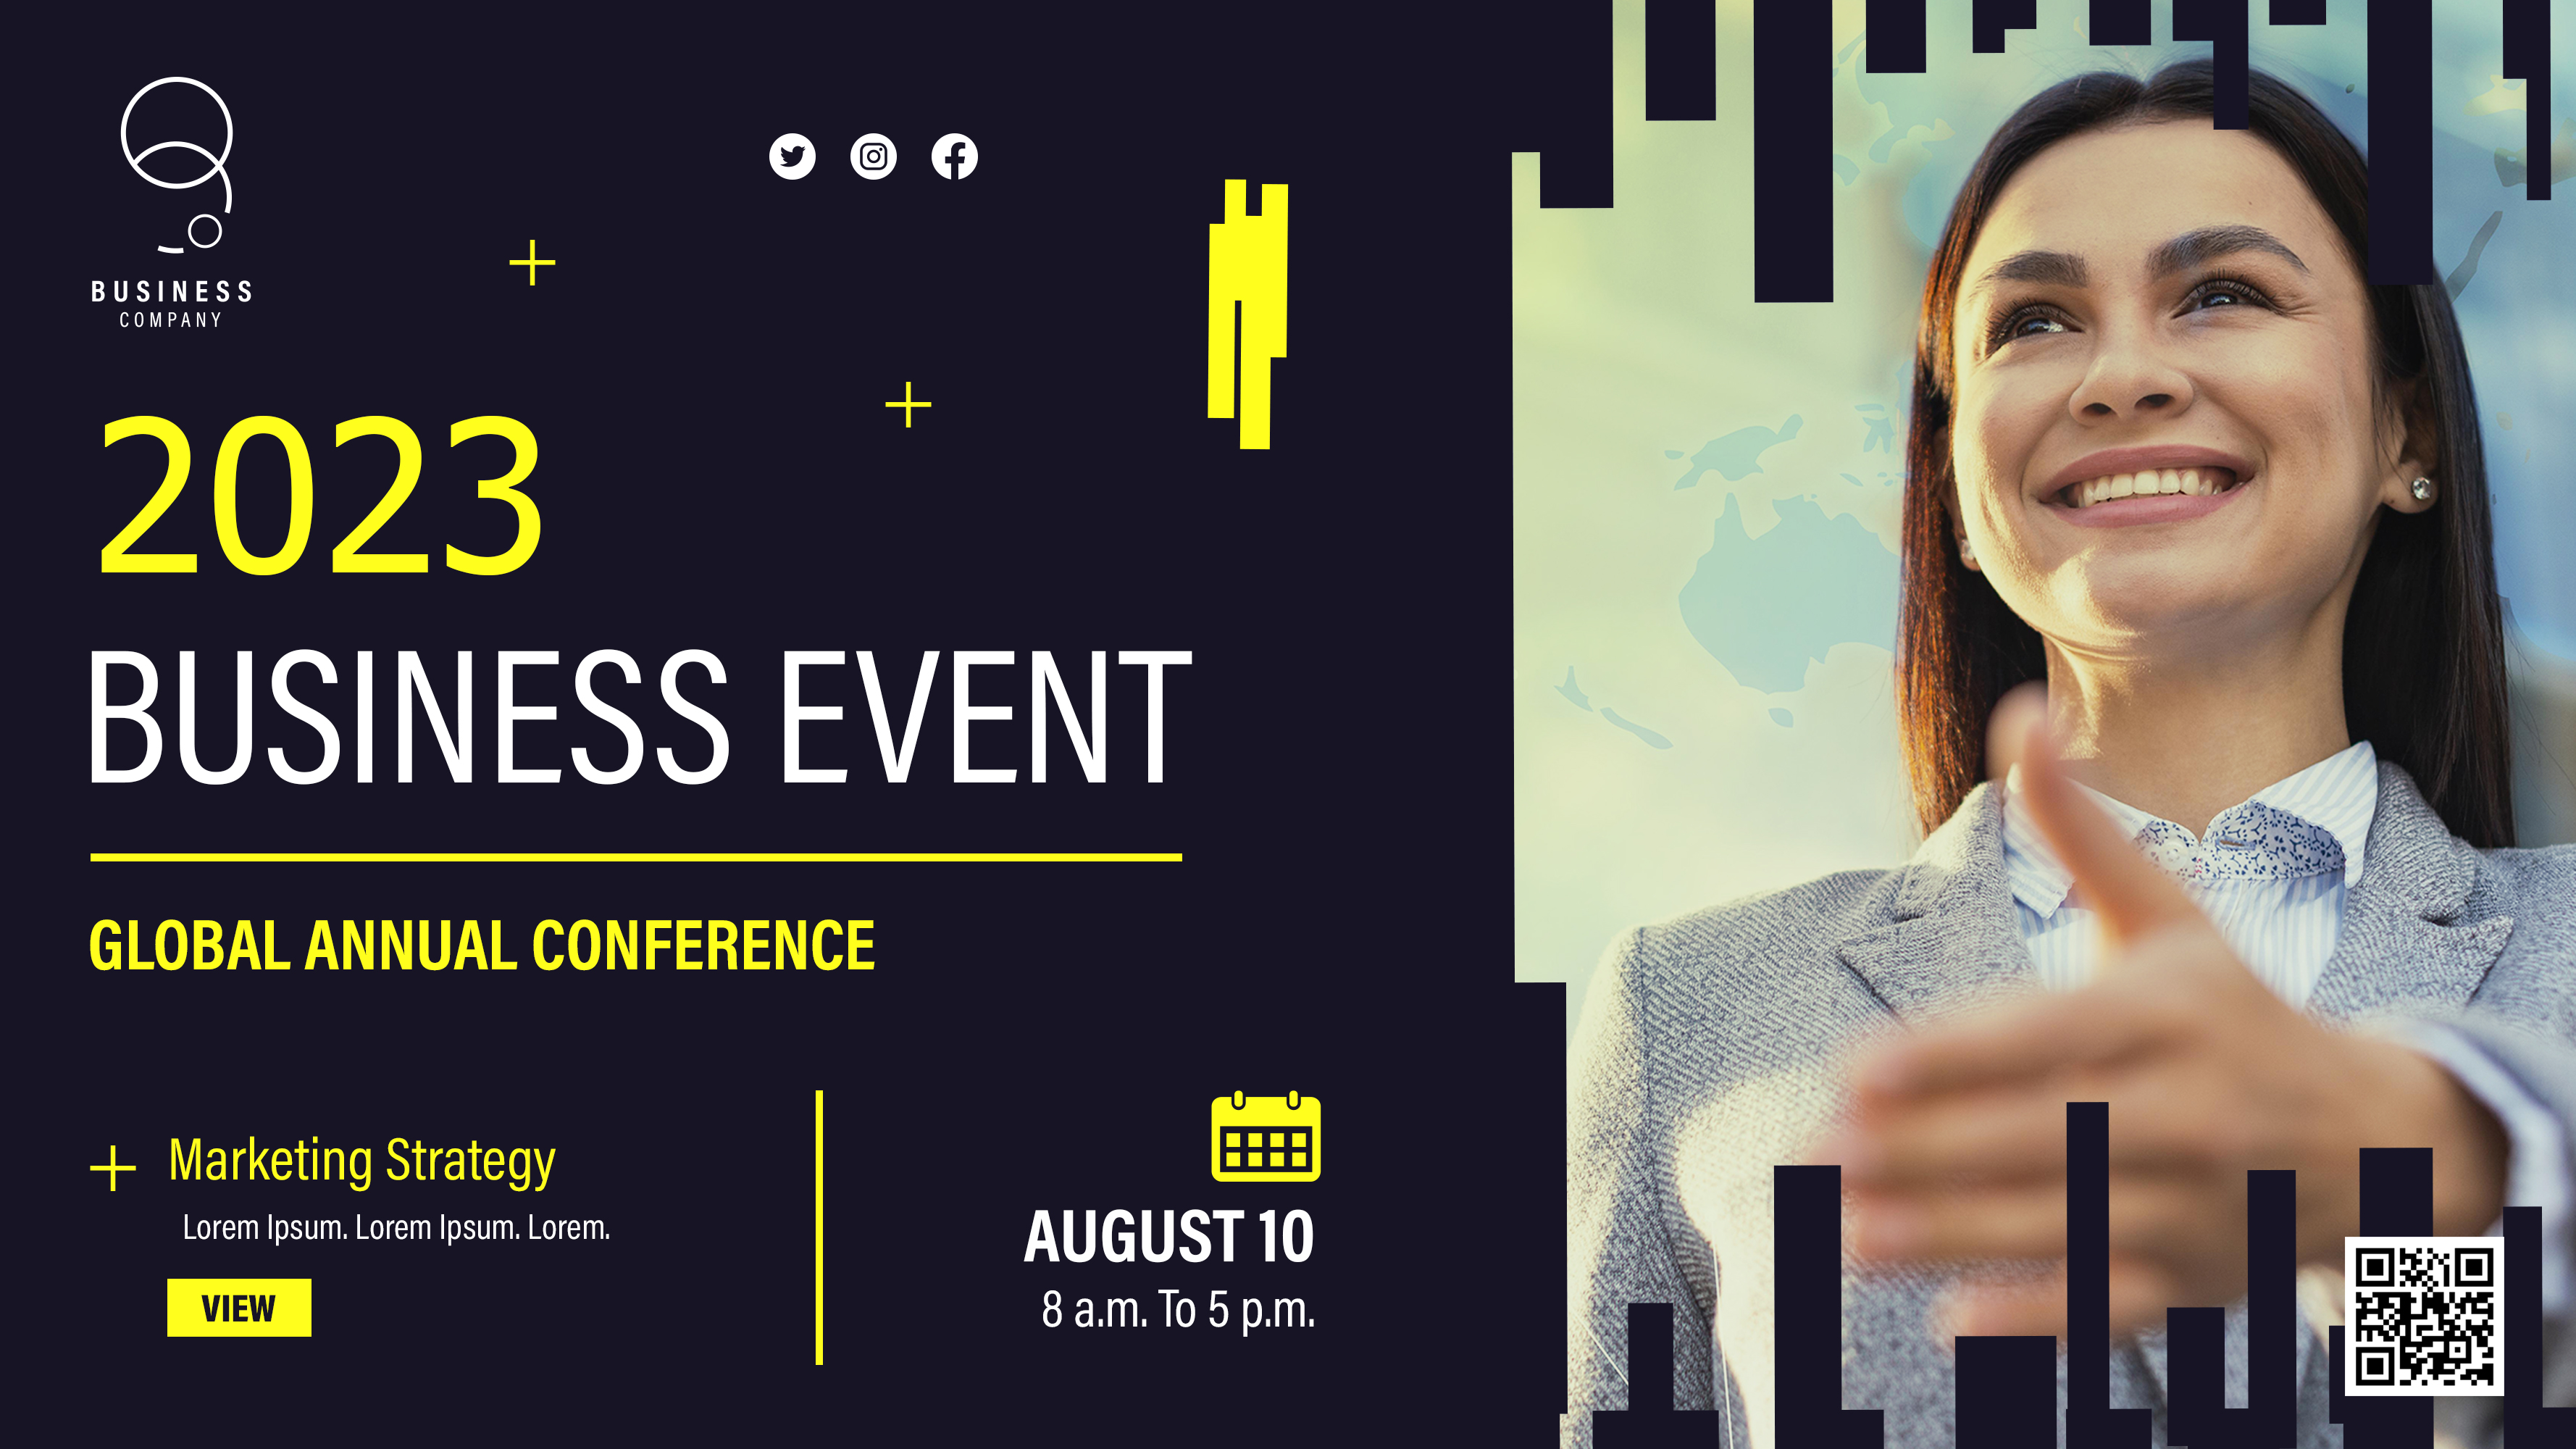 BUSINESS
COMPANY
2023
BUSINESS EVENT
GLOBAL ANNUAL CONFERENCE
Marketing Strategy
Lorem Ipsum. Lorem Ipsum. Lorem.
VIEW
AUGUST 10
8 a.m. To 5 p.m.